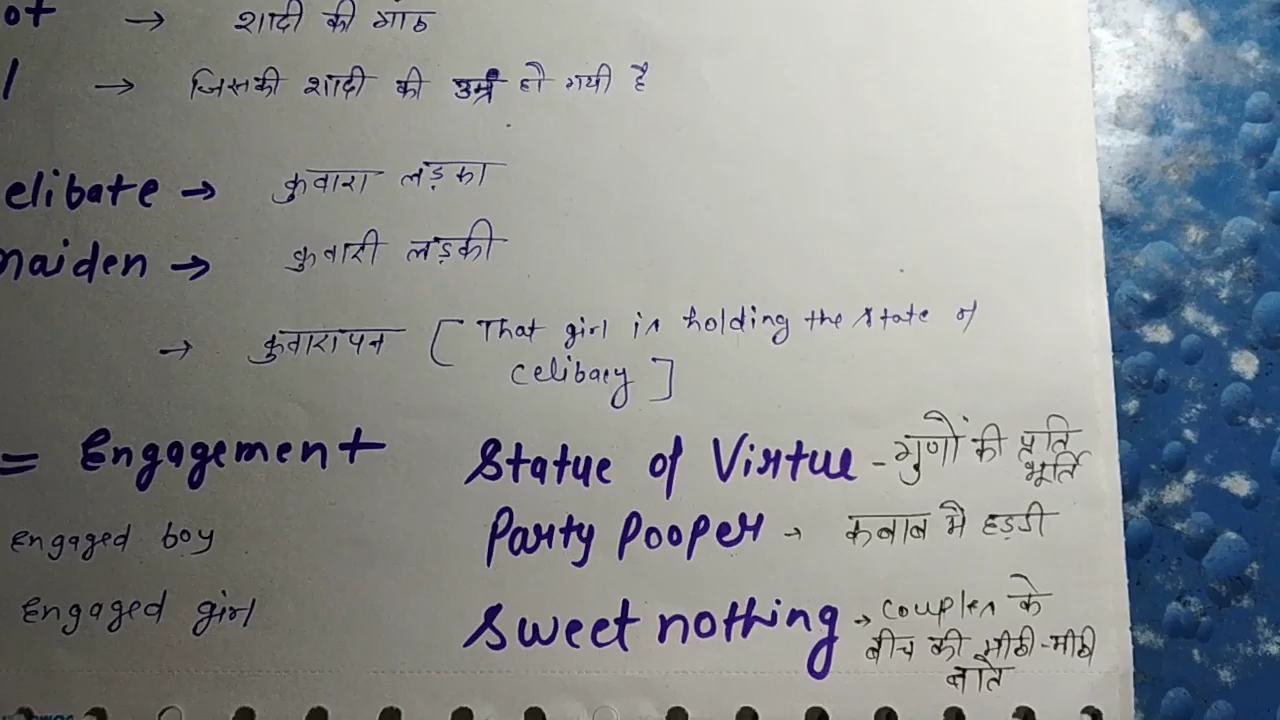 ot → शादी की गांठ
→ जिसकी शादी की उम्र हो गयी है
elibate → कुवारा लड़का
maiden → कुवारी लड़की
→ कुवारापन [ That girl is holding the state of
celibacy ]
= Engagement
Statue of Virtue - गुणों की प्रति
मूर्ति
engaged boy
Party Pooper → कबाब मै हड़डी
Engaged girl
Sweet nothing → couples के
बीच की मीठी-मीठी
बाते